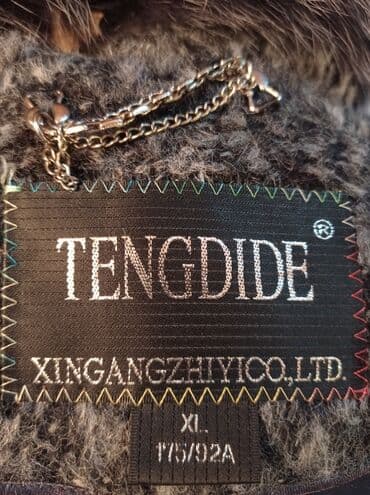 TENGDIDE®
XINGANGZHIYICO.,LTD.
XL
175/92A